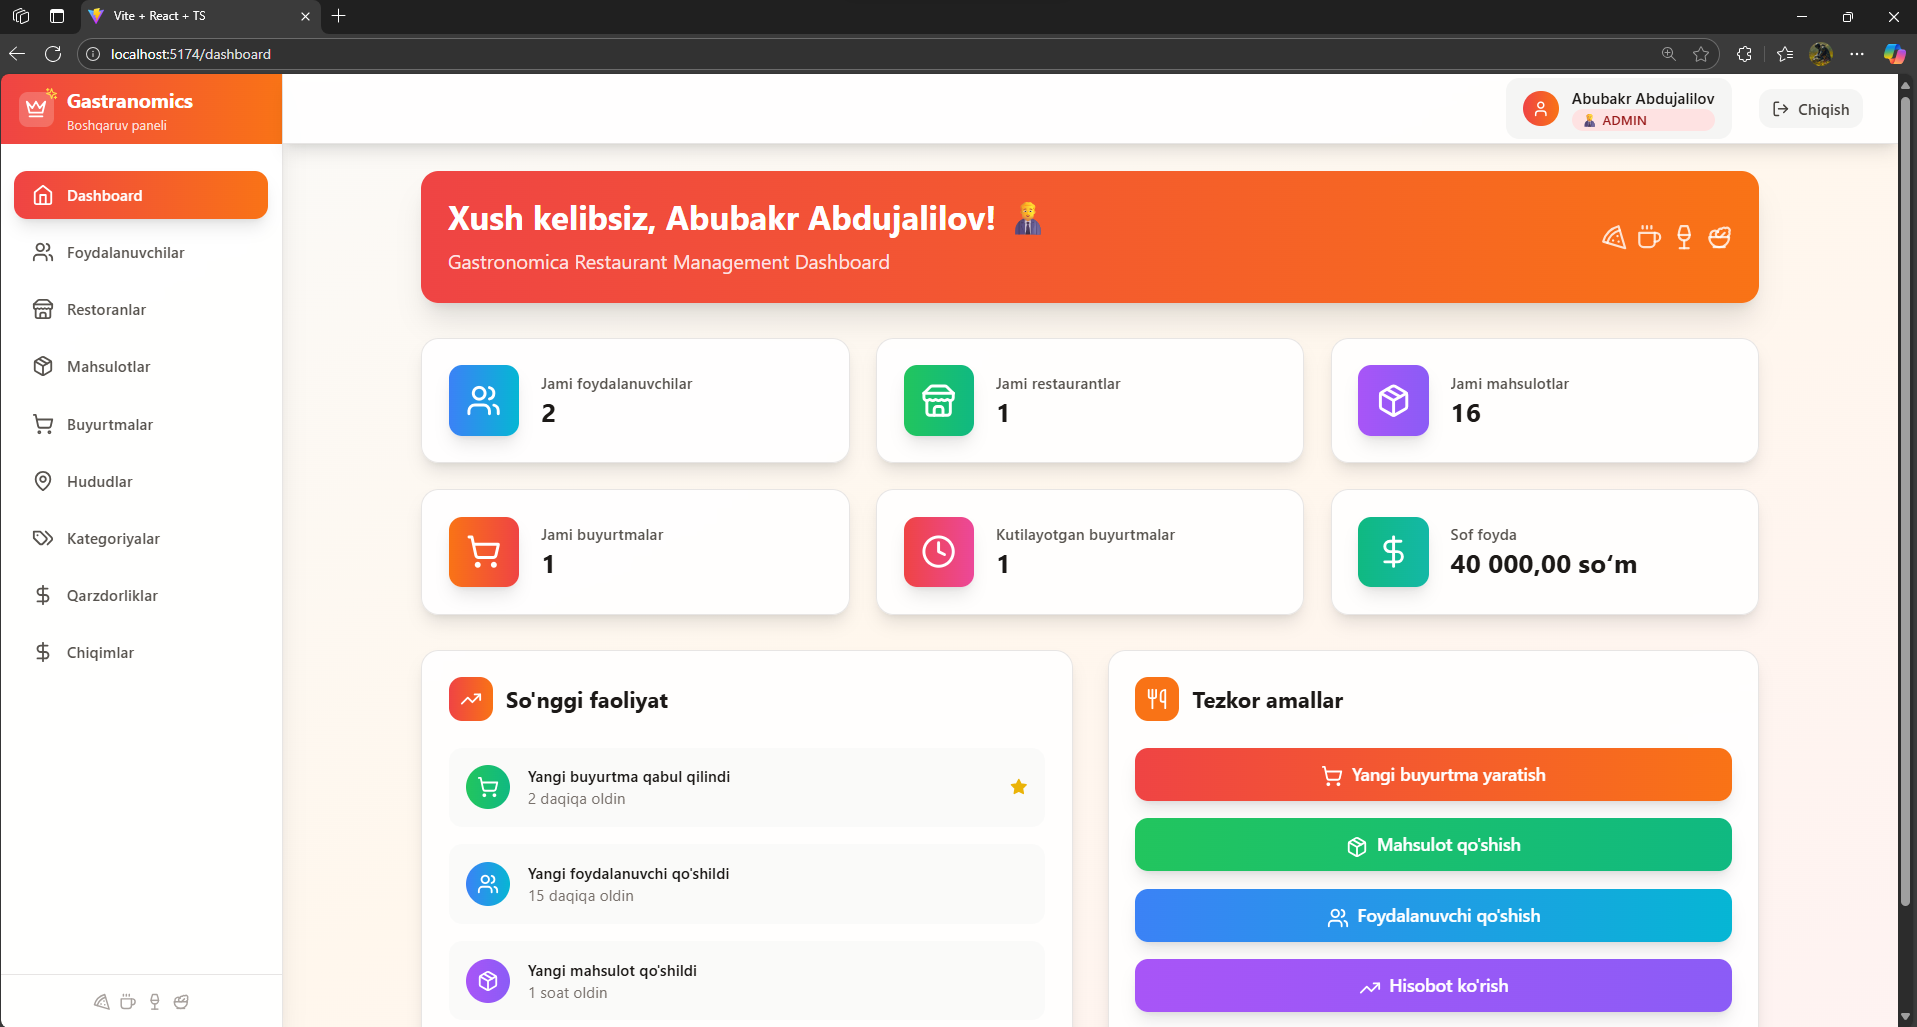 Vite + React + TS
localhost:5174/dashboard
Gastranomics
Boshqaruv paneli
Abubakr Abdujalilov
ADMIN
Chiqish
Dashboard
Foydalanuvchilar
Restoranlar
Mahsulotlar
Buyurtmalar
Hududlar
Kategoriyalar
Qarzdorliklar
Chiqimlar
Xush kelibsiz, Abubakr Abdujalilov!
Gastronomica Restaurant Management Dashboard
Jami foydalanuvchilar
2
Jami restaurantlar
1
Jami mahsulotlar
16
Jami buyurtmalar
1
Kutilayotgan buyurtmalar
1
Sof foyda
40 000,00 soʻm
So'nggi faoliyat
Yangi buyurtma qabul qilindi
2 daqiqa oldin
Yangi foydalanuvchi qo'shildi
15 daqiqa oldin
Yangi mahsulot qo'shildi
1 soat oldin
Tezkor amallar
Yangi buyurtma yaratish
Mahsulot qo'shish
Foydalanuvchi qo'shish
Hisobot ko'rish